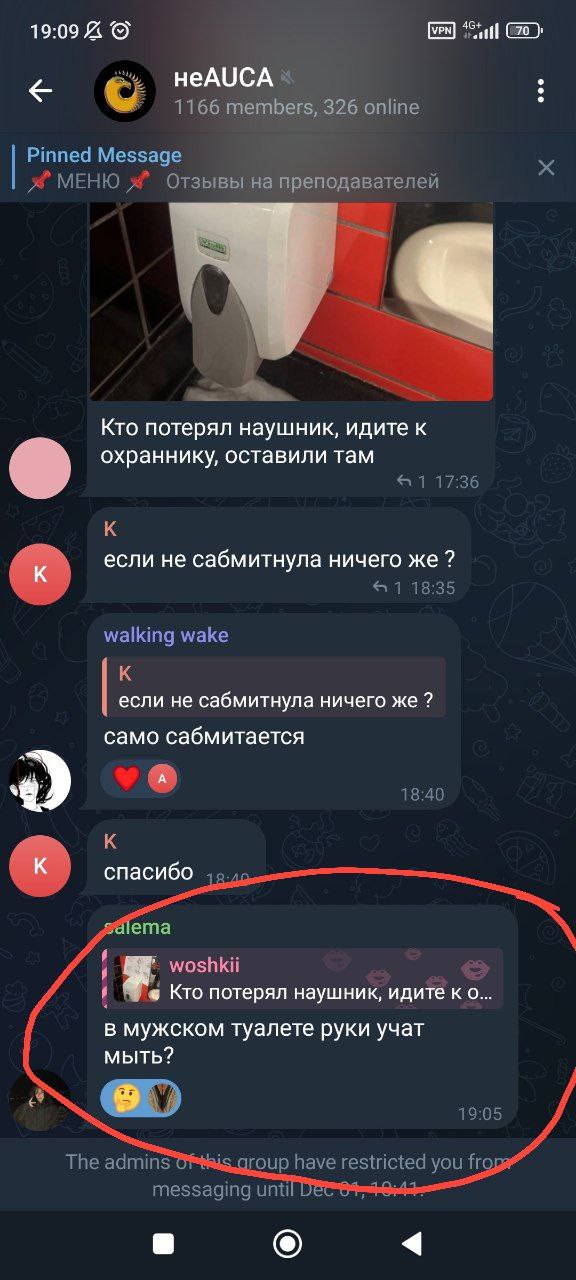 19:09
VPN 4G+ 70
неAUCA
1166 members, 326 online
Pinned Message
📌 МЕНЮ 📌 Отзывы на преподавателей
Кто потерял наушник, идите к
охраннику, оставили там
1 17:36
K
K
если не сабмитнула ничего же ?
1 18:35
walking wake
K
если не сабмитнула ничего же ?
само сабмитается
A
18:40
K
K
спасибо 18:40
salema
woshkii
Кто потерял наушник, идите к о...
в мужском туалете руки учат
мыть?
19:05
The admins of this group have restricted you from
messaging until Dec 01, 18:41.